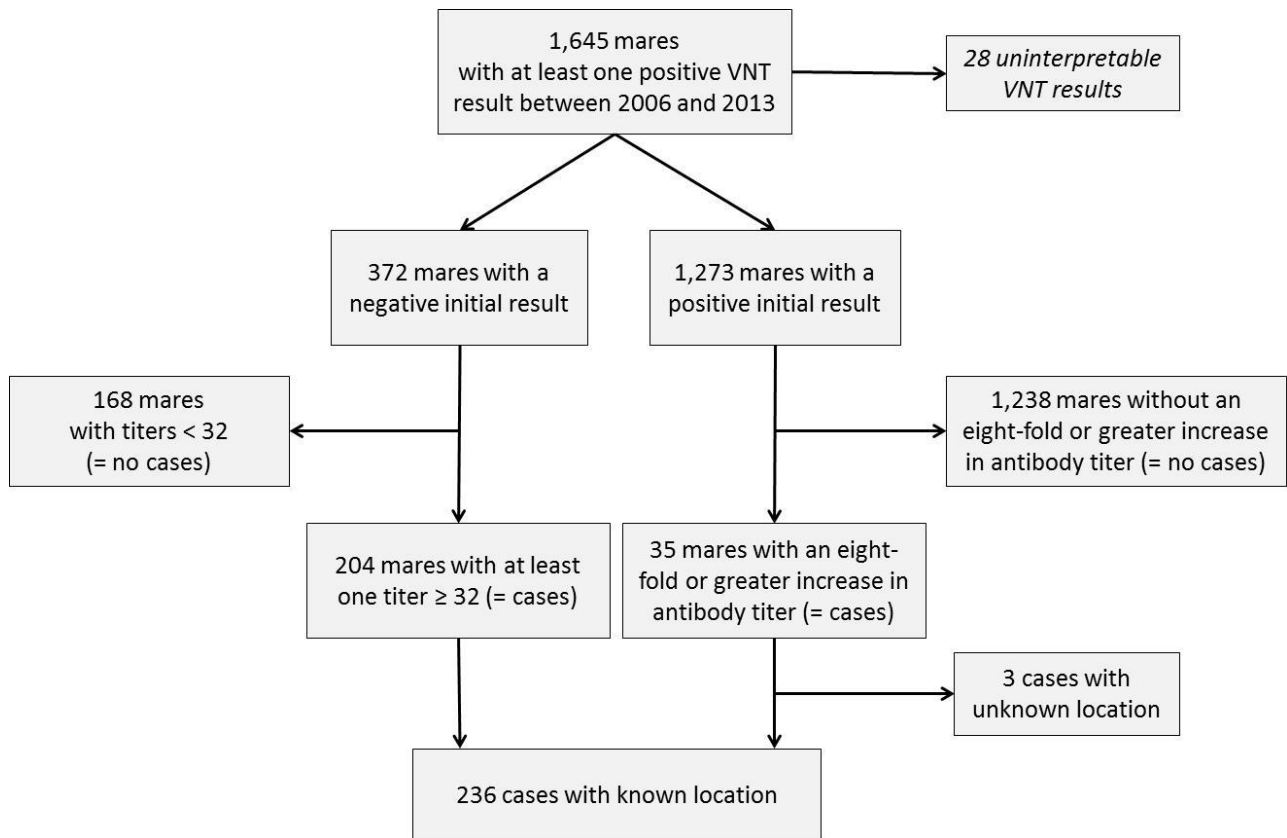 1,645 mares
with at least one positive VNT
result between 2006 and 2013
28 uninterpretable
VNT results
372 mares with a
negative initial result
1,273 mares with a
positive initial result
168 mares
with titers < 32
(= no cases)
1,238 mares without an
eight-fold or greater increase
in antibody titer (= no cases)
204 mares with at least
one titer ≥ 32 (= cases)
35 mares with an eight-
fold or greater increase in
antibody titer (= cases)
3 cases with
unknown location
236 cases with known location